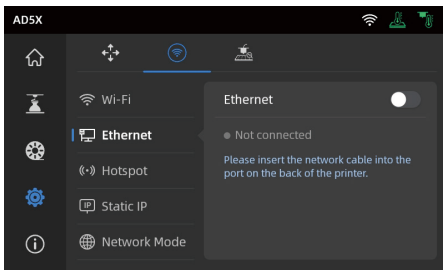 AD5X
Wi-Fi
Ethernet
Hotspot
IP Static IP
Network Mode
Ethernet
Not connected
Please insert the network cable into the
port on the back of the printer.